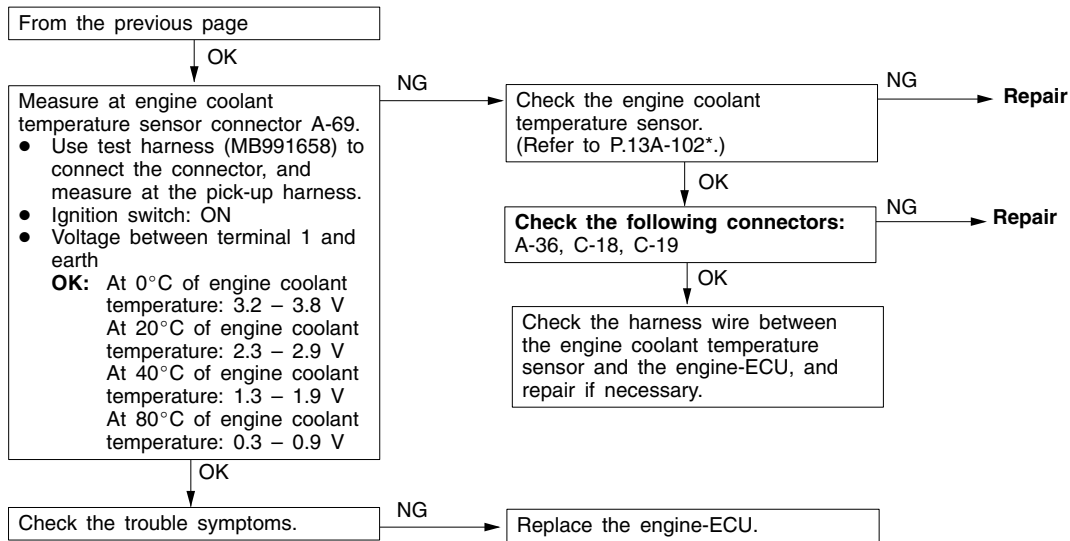 From the previous page
OK
Measure at engine coolant
temperature sensor connector A-69.
● Use test harness (MB991658) to
connect the connector, and
measure at the pick-up harness.
● Ignition switch: ON
● Voltage between terminal 1 and
earth
OK: At 0°C of engine coolant
temperature: 3.2 – 3.8 V
At 20°C of engine coolant
temperature: 2.3 – 2.9 V
At 40°C of engine coolant
temperature: 1.3 – 1.9 V
At 80°C of engine coolant
temperature: 0.3 – 0.9 V
NG
Check the engine coolant
temperature sensor.
(Refer to P.13A-102*.)
NG
Repair
OK
Check the following connectors:
A-36, C-18, C-19
NG
Repair
OK
Check the harness wire between
the engine coolant temperature
sensor and the engine-ECU, and
repair if necessary.
OK
Check the trouble symptoms.
NG
Replace the engine-ECU.